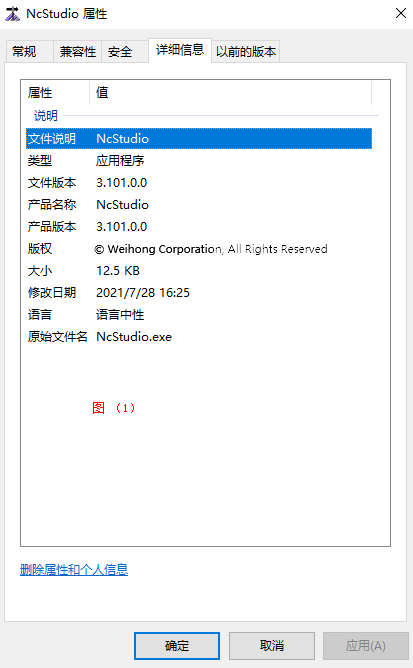 NcStudio 属性
常规 兼容性 安全 详细信息 以前的版本
属性 值
说明
文件说明 NcStudio
类型 应用程序
文件版本 3.101.0.0
产品名称 NcStudio
产品版本 3.101.0.0
版权 © Weihong Corporation, All Rights Reserved
大小 12.5 KB
修改日期 2021/7/28 16:25
语言 语言中性
原始文件名 NcStudio.exe
图 （1）
删除属性和个人信息
确定 取消 应用(A)